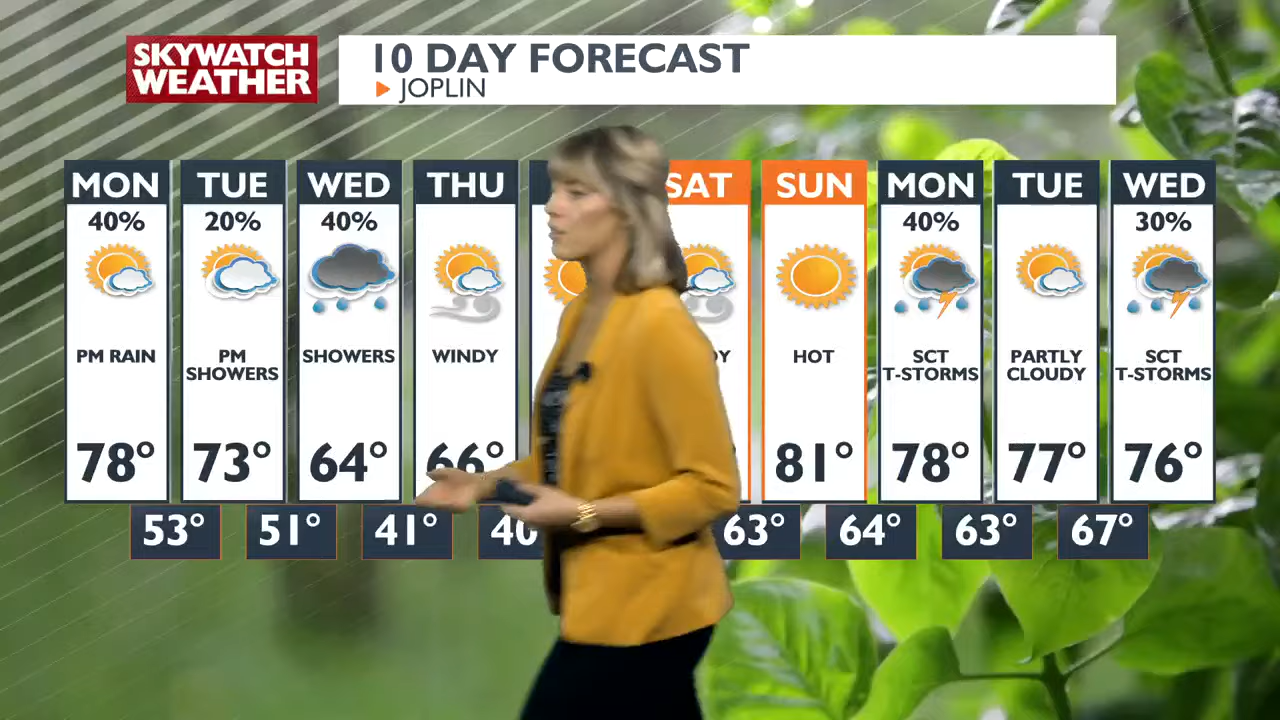 SKYWATCH
WEATHER
10 DAY FORECAST
JOPLIN
MON TUE WED THU SAT SUN MON TUE WED
40% 20% 40% 40% 30%
PM RAIN PM SHOWERS SHOWERS WINDY HOT SCT T-STORMS PARTLY CLOUDY SCT T-STORMS
78° 73° 64° 66° 81° 78° 77° 76°
53° 51° 41° 40 63° 64° 63° 67°